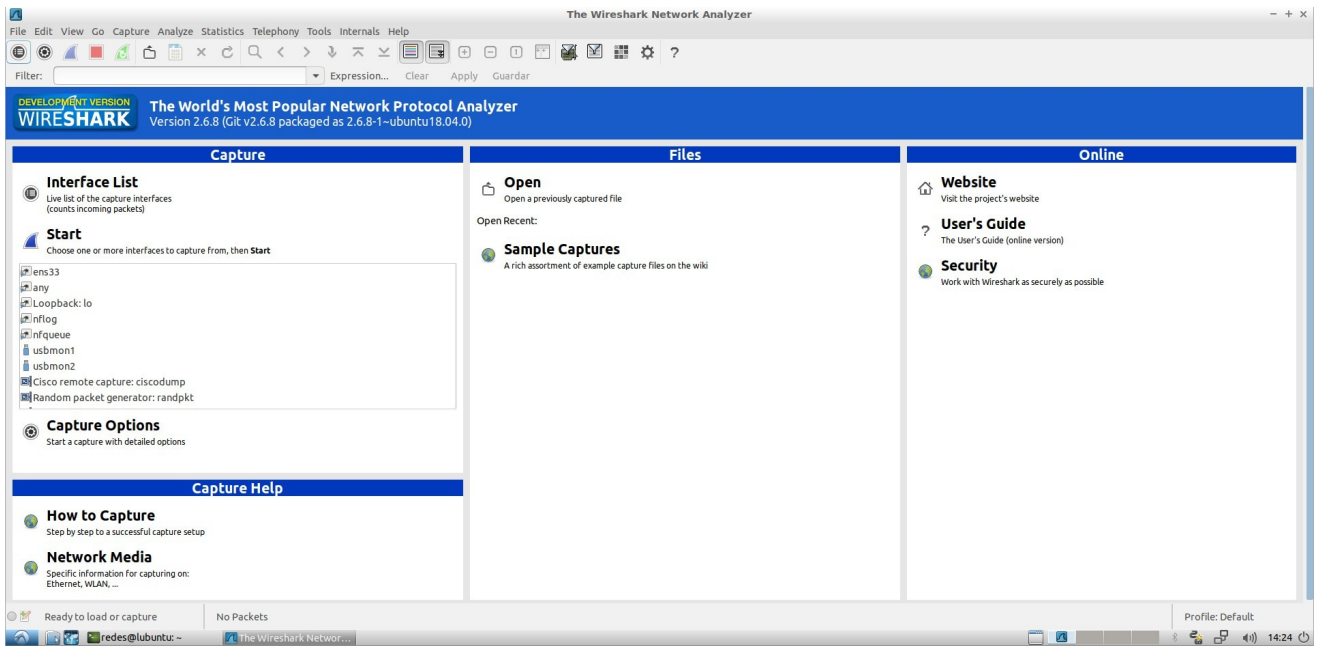 The Wireshark Network Analyzer
File Edit View Go Capture Analyze Statistics Telephony Tools Internals Help
Filter: Expression... Clear Apply Guardar
DEVELOPMENT VERSION
WIRESHARK
The World's Most Popular Network Protocol Analyzer
Version 2.6.8 (Git v2.6.8 packaged as 2.6.8-1~ubuntu18.04.0)
Capture
Interface List
Live list of the capture interfaces
(counts incoming packets)
Start
Choose one or more interfaces to capture from, then Start
ens33
any
Loopback: lo
nflog
nfqueue
usbmon1
usbmon2
Cisco remote capture: ciscodump
Random packet generator: randpkt
Capture Options
Start a capture with detailed options
Capture Help
How to Capture
Step by step to a successful capture setup
Network Media
Specific information for capturing on:
Ethernet, WLAN, ...
Files
Open
Open a previously captured file
Open Recent:
Sample Captures
A rich assortment of example capture files on the wiki
Online
Website
Visit the project's website
User's Guide
The User's Guide (online version)
Security
Work with Wireshark as securely as possible
Ready to load or capture
No Packets
Profile: Default
redes@lubuntu: ~
The Wireshark Networ...
14:24